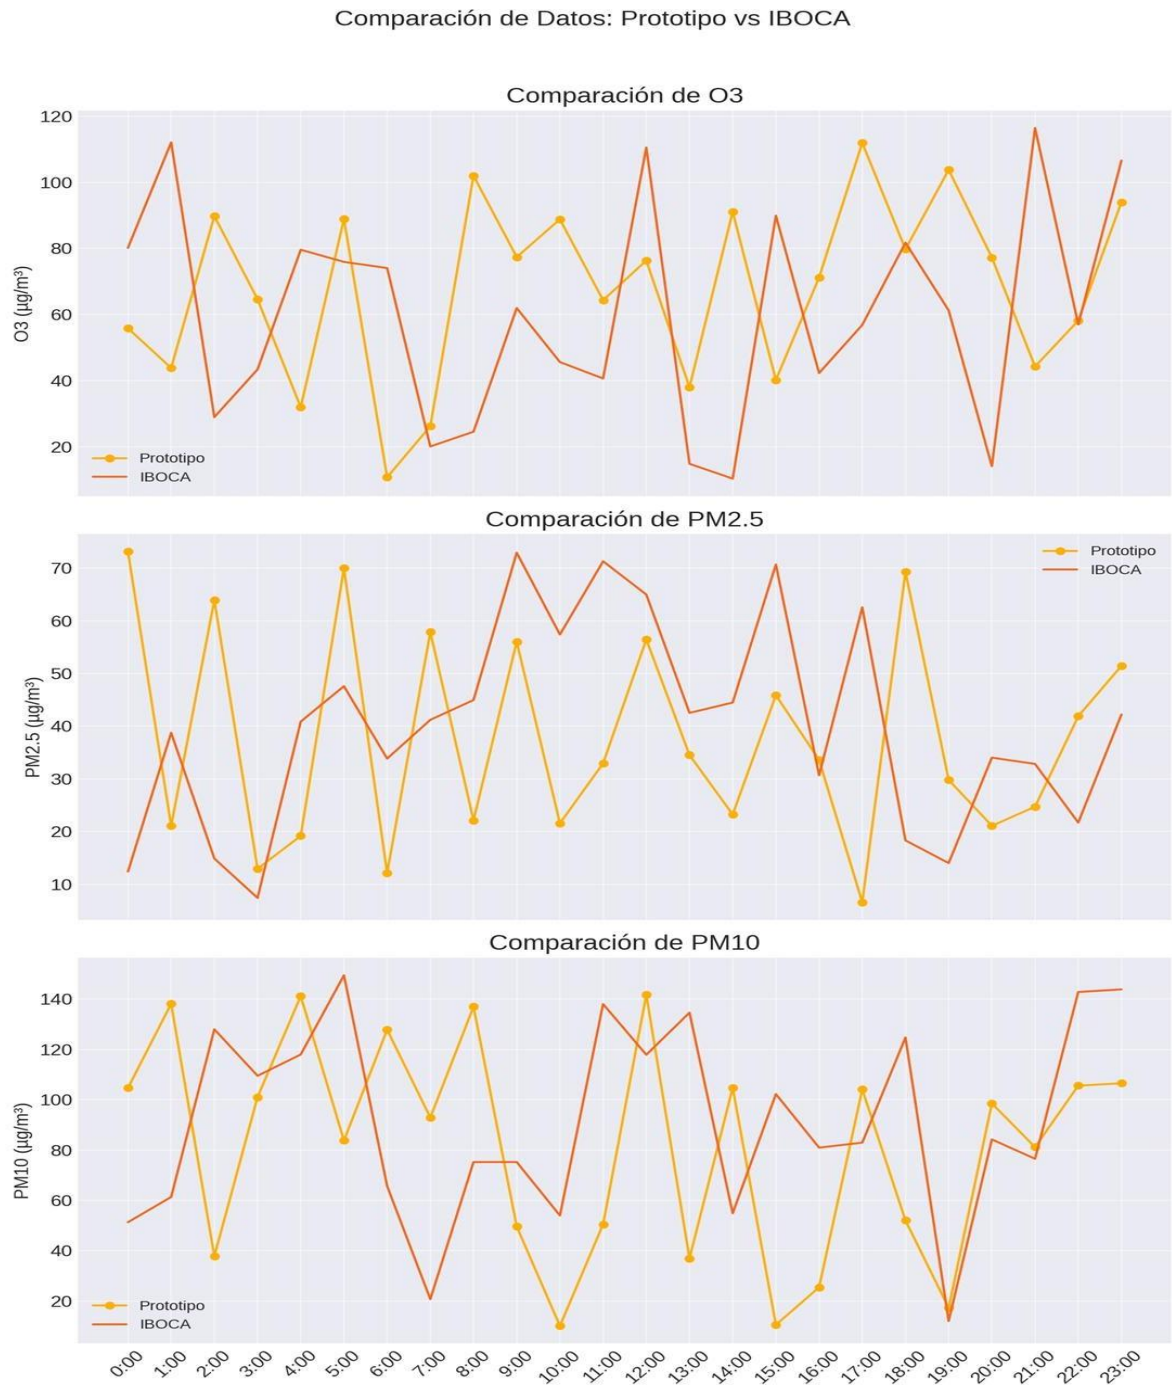 Comparación de Datos: Prototipo vs IBOCA
Comparación de O3
120
100
80
60
40
20
O3 (µg/m³)
Prototipo
IBOCA
Comparación de PM2.5
70
60
50
40
30
20
10
PM2.5 (µg/m³)
Prototipo
IBOCA
Comparación de PM10
140
120
100
80
60
40
20
PM10 (µg/m³)
Prototipo
IBOCA
0:00 1:00 2:00 3:00 4:00 5:00 6:00 7:00 8:00 9:00 10:00 11:00 12:00 13:00 14:00 15:00 16:00 17:00 18:00 19:00 20:00 21:00 22:00 23:00